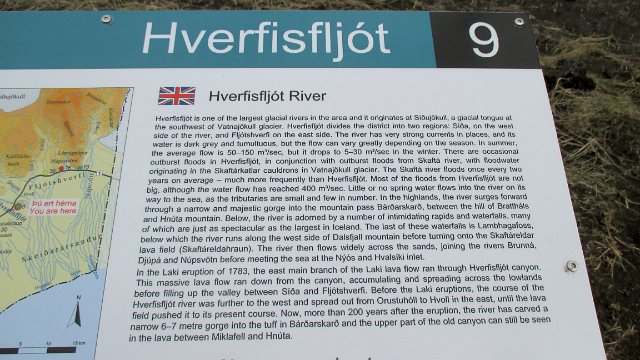 Hverfisfljót
9
Hverfisfljót River
Hverfisfljót is one of the largest glacial rivers in the area and it originates at Síðujökull, a glacial tongue at
the southwest of Vatnajökull glacier. Hverfisfljót divides the district into two regions: Síða, on the west
side of the river, and Fljótshverfi on the east side. The river has very strong currents in places, and its
water is dark grey and tumultuous, but the flow can vary greatly depending on the season. In summer,
the average flow is 50–150 m³/sec, but it drops to 5–30 m³/sec in the winter. There are occasional
outburst floods in Hverfisfljót, in conjunction with outburst floods from Skaftá river, with floodwater
originating in the Skaftárkatlar cauldrons in Vatnajökull glacier. The Skaftá river floods once every two
years on average – much more frequently than Hverfisfljót. Most of the floods from Hverfisfljót are not
big, although the water flow has reached 400 m³/sec. Little or no spring water flows into the river on its
way to the sea, as the tributaries are small and few in number. In the highlands, the river surges forward
through a narrow and majestic gorge into the mountain pass Bárðarskarð, between the hill of Brattháls
and Hnúta mountain. Below, the river is adorned by a number of intimidating rapids and waterfalls, many
of which are just as spectacular as the largest in Iceland. The last of these waterfalls is Lambhagafoss,
below which the river runs along the west side of Dalsfjall mountain before turning onto the Skaftáreldar
lava field (Skaftáreldahraun). The river then flows widely across the sands, joining the rivers Brunná,
Djúpá and Núpsvötn before meeting the sea at the Nýós and Hvalsíki inlet.
In the Laki eruption of 1783, the east main branch of the Laki lava flow ran through Hverfisfljót canyon.
This massive lava flow ran down from the canyon, accumulating and spreading across the lowlands
before filling up the valley between Síða and Fljótshverfi. Before the Laki eruptions, the course of the
Hverfisfljót river was further to the west and spread out from Orustuhóll to Hvoll in the east, until the lava
field pushed it to its present course. Now, more than 200 years after the eruption, the river has carved a
narrow 6–7 metre gorge into the tuff in Bárðarskarð and the upper part of the old canyon can still be seen
in the lava between Miklafell and Hnúta.
Síðujökull
Fljótshverfi
Núpsstaður
Þú ert hérna
You are here
Skeiðarársandur
5
10
15 km
N